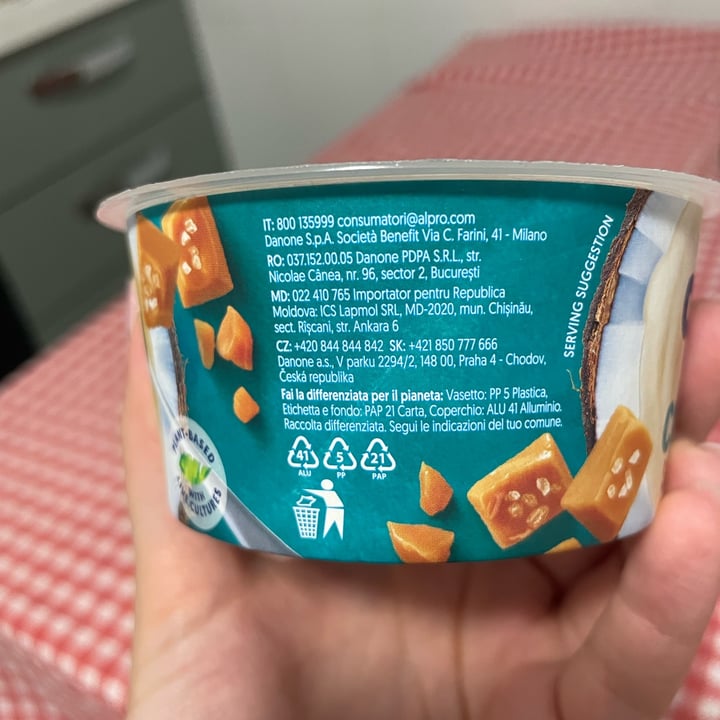 IT: 800 135999 consumatori@alpro.com
Danone S.p.A. Società Benefit Via C. Farini, 41 - Milano
RO: 037.152.00.05 Danone PDPA S.R.L., str.
Nicolae Cânea, nr. 96, sector 2, București
MD: 022 410 765 Importator pentru Republica
Moldova: ICS Lapmol SRL, MD-2020, mun. Chișinău,
sect. Rîșcani, str. Ankara 6
CZ: +420 844 844 842 SK: +421 850 777 666
Danone a.s., V parku 2294/2, 148 00, Praha 4 - Chodov,
Česká republika
Fai la differenziata per il pianeta: Vasetto: PP 5 Plastica,
Etichetta e fondo: PAP 21 Carta, Coperchio: ALU 41 Alluminio.
Raccolta differenziata. Segui le indicazioni del tuo comune.
41 5 21
ALU PP PAP
SERVING SUGGESTION
PLANT-BASED
WITH
CULTURES